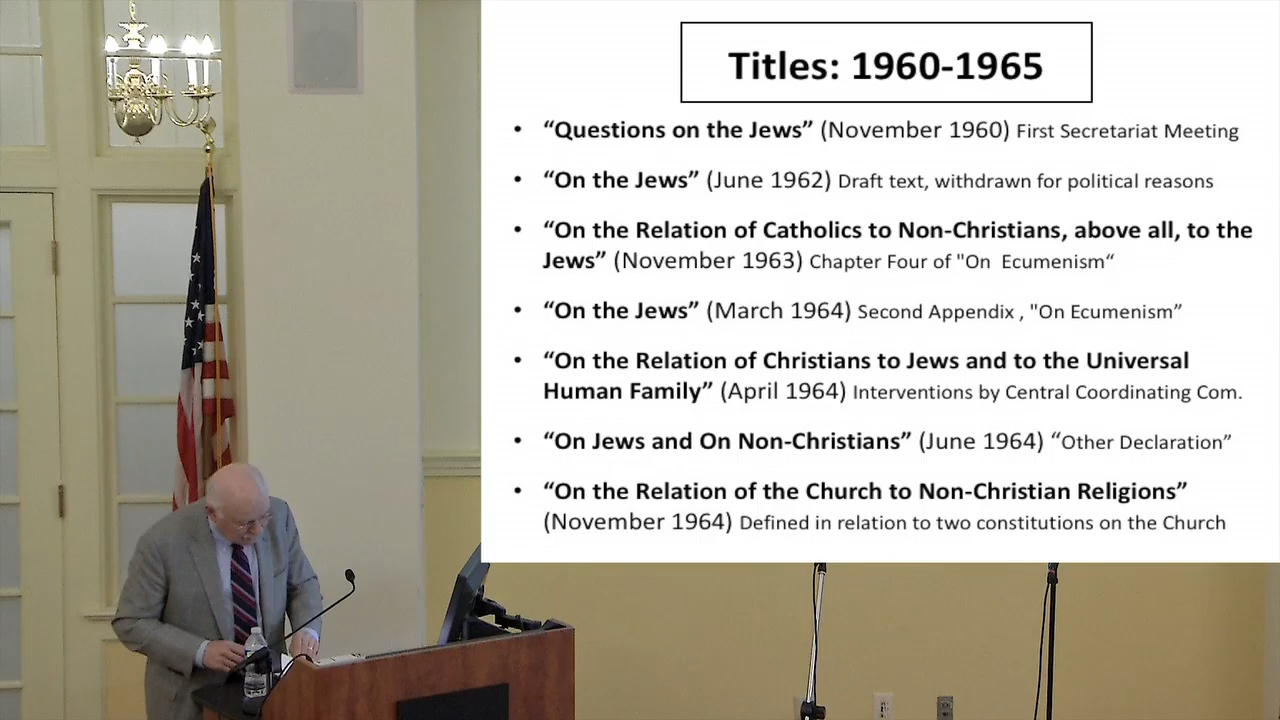 Titles: 1960-1965
• “Questions on the Jews” (November 1960) First Secretariat Meeting
• “On the Jews” (June 1962) Draft text, withdrawn for political reasons
• “On the Relation of Catholics to Non-Christians, above all, to the
Jews” (November 1963) Chapter Four of "On Ecumenism“
• “On the Jews” (March 1964) Second Appendix , "On Ecumenism”
• “On the Relation of Christians to Jews and to the Universal
Human Family” (April 1964) Interventions by Central Coordinating Com.
• “On Jews and On Non-Christians” (June 1964) “Other Declaration”
• “On the Relation of the Church to Non-Christian Religions”
(November 1964) Defined in relation to two constitutions on the Church